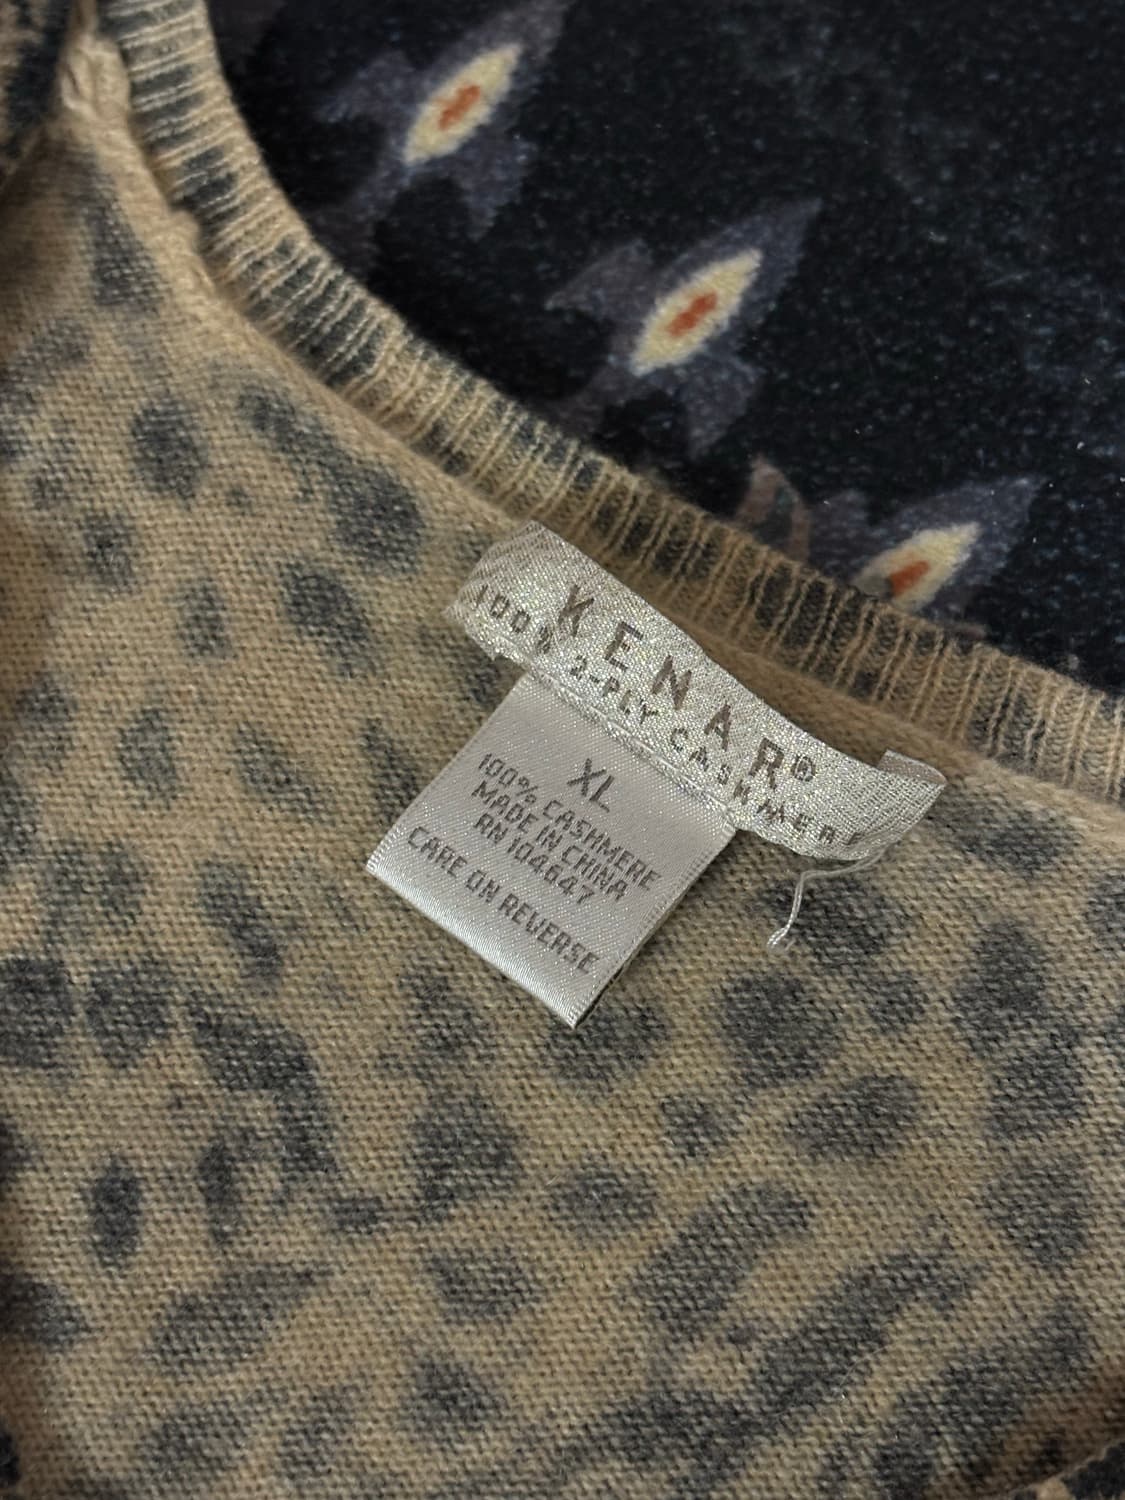 KENAR®
100% 2-PLY CASHMERE
XL
100% CASHMERE
MADE IN CHINA
RN 104647
CARE ON REVERSE